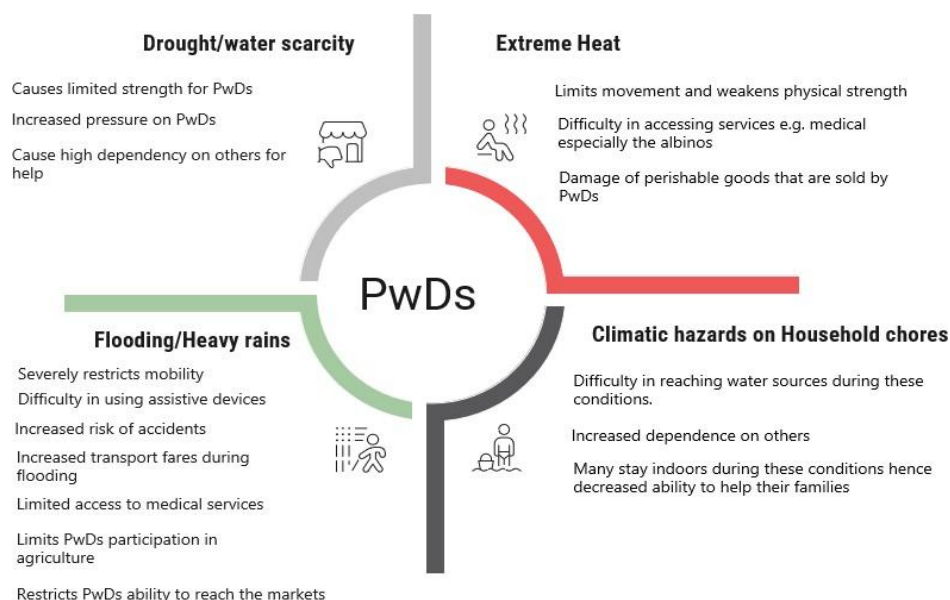 Drought/water scarcity
Causes limited strength for PwDs
Increased pressure on PwDs
Cause high dependency on others for
help
Extreme Heat
Limits movement and weakens physical strength
Difficulty in accessing services e.g. medical
especially the albinos
Damage of perishable goods that are sold by
PwDs
PwDs
Flooding/Heavy rains
Severely restricts mobility
Difficulty in using assistive devices
Increased risk of accidents
Increased transport fares during
flooding
Limited access to medical services
Limits PwDs participation in
agriculture
Restricts PwDs ability to reach the markets
Climatic hazards on Household chores
Difficulty in reaching water sources during these
conditions.
Increased dependence on others
Many stay indoors during these conditions hence
decreased ability to help their families